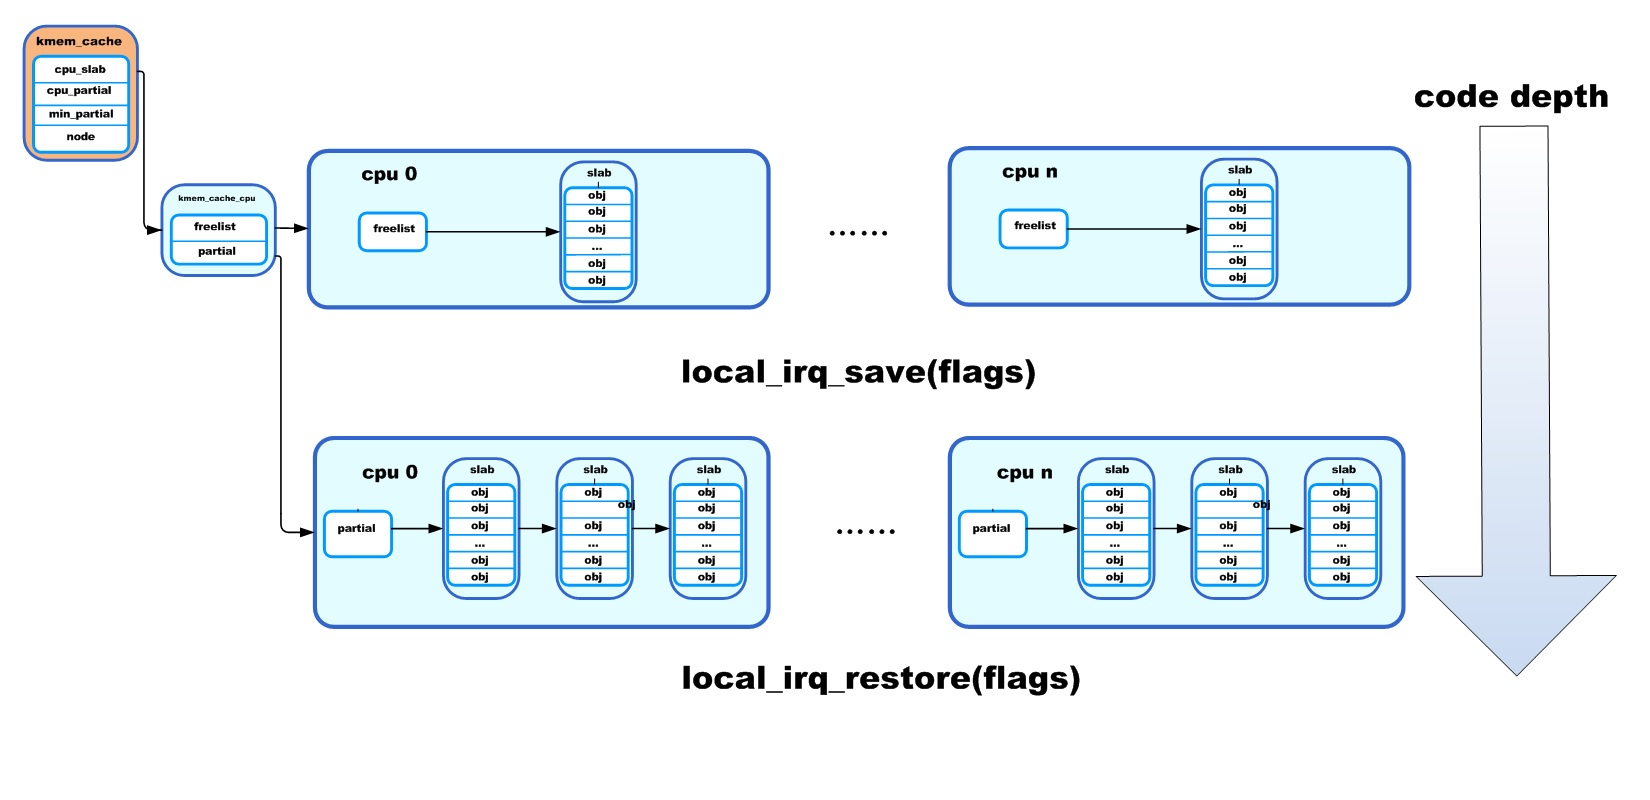 kmem_cache
cpu_slab
cpu_partial
min_partial
node
code depth
kmem_cache_cpu
freelist
partial
cpu 0
freelist
slab
obj
obj
obj
...
obj
obj
......
cpu n
freelist
slab
obj
obj
obj
...
obj
obj
local_irq_save(flags)
cpu 0
partial
slab
obj
obj
obj
...
obj
obj
slab
obj
obj
obj
...
obj
obj
slab
obj
obj
obj
...
obj
obj
......
cpu n
partial
slab
obj
obj
obj
...
obj
obj
slab
obj
obj
obj
...
obj
obj
slab
obj
obj
obj
...
obj
obj
local_irq_restore(flags)